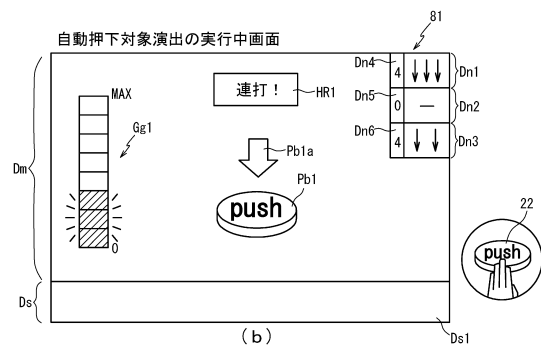 自動押下対象演出の実行中画面
81
MAX
Gg1
0
Dm
Ds
連打！
HR1
Pb1a
Pb1
push
Dn4
4
Dn1
Dn5
0
—
Dn2
Dn6
4
Dn3
22
push
Ds1
(b)